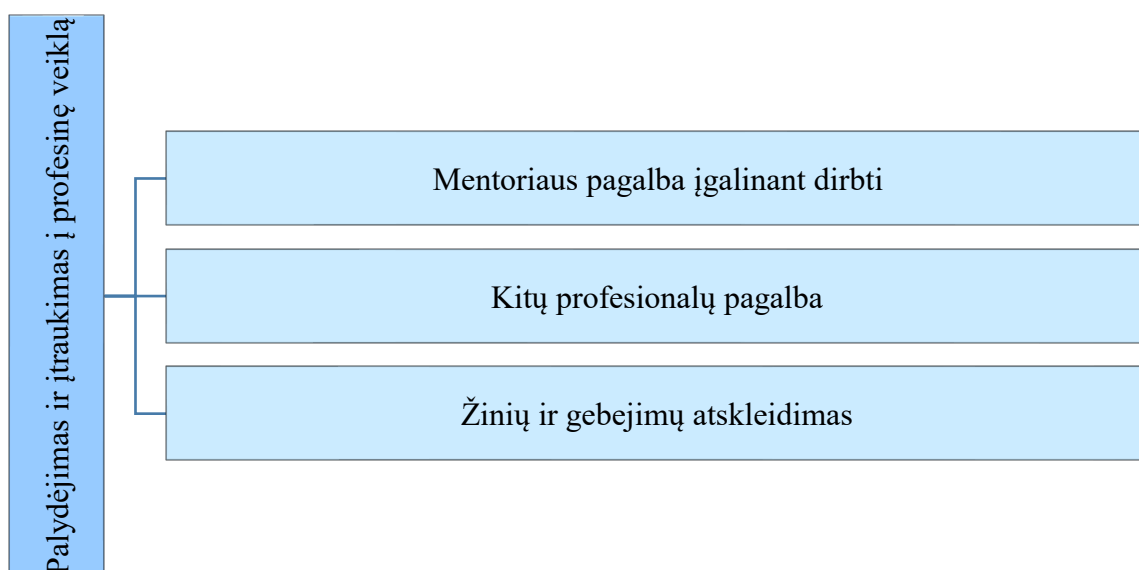 Palydėjimas ir įtraukimas į profesinę veiklą
Mentoriaus pagalba įgalinant dirbti
Kitų profesionalų pagalba
Žinių ir gebejimų atskleidimas